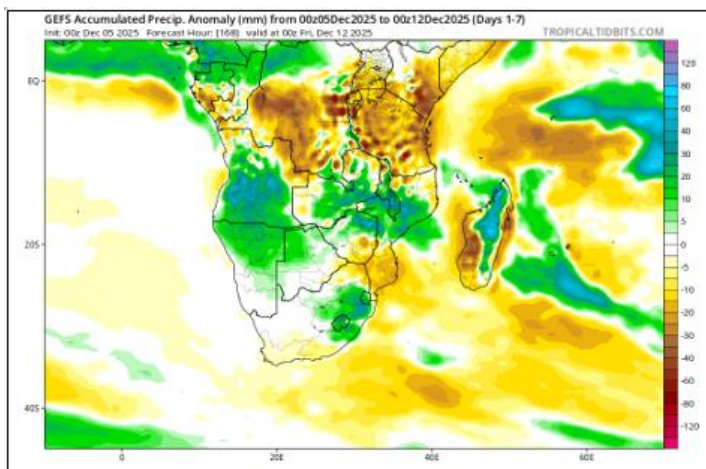 GEFS Accumulated Precip. Anomaly (mm) from 00z05Dec2025 to 00z12Dec2025 (Days 1-7)
Init: 00z Dec 05 2025 Forecast Hour: [168] valid at 00z Fri, Dec 12 2025 TROPICALTIDBITS.COM
120
80
60
40
30
20
10
5
0
-5
-10
-20
-30
-40
-60
-80
-120
EQ
20S
40S
0 20E 40E 60E